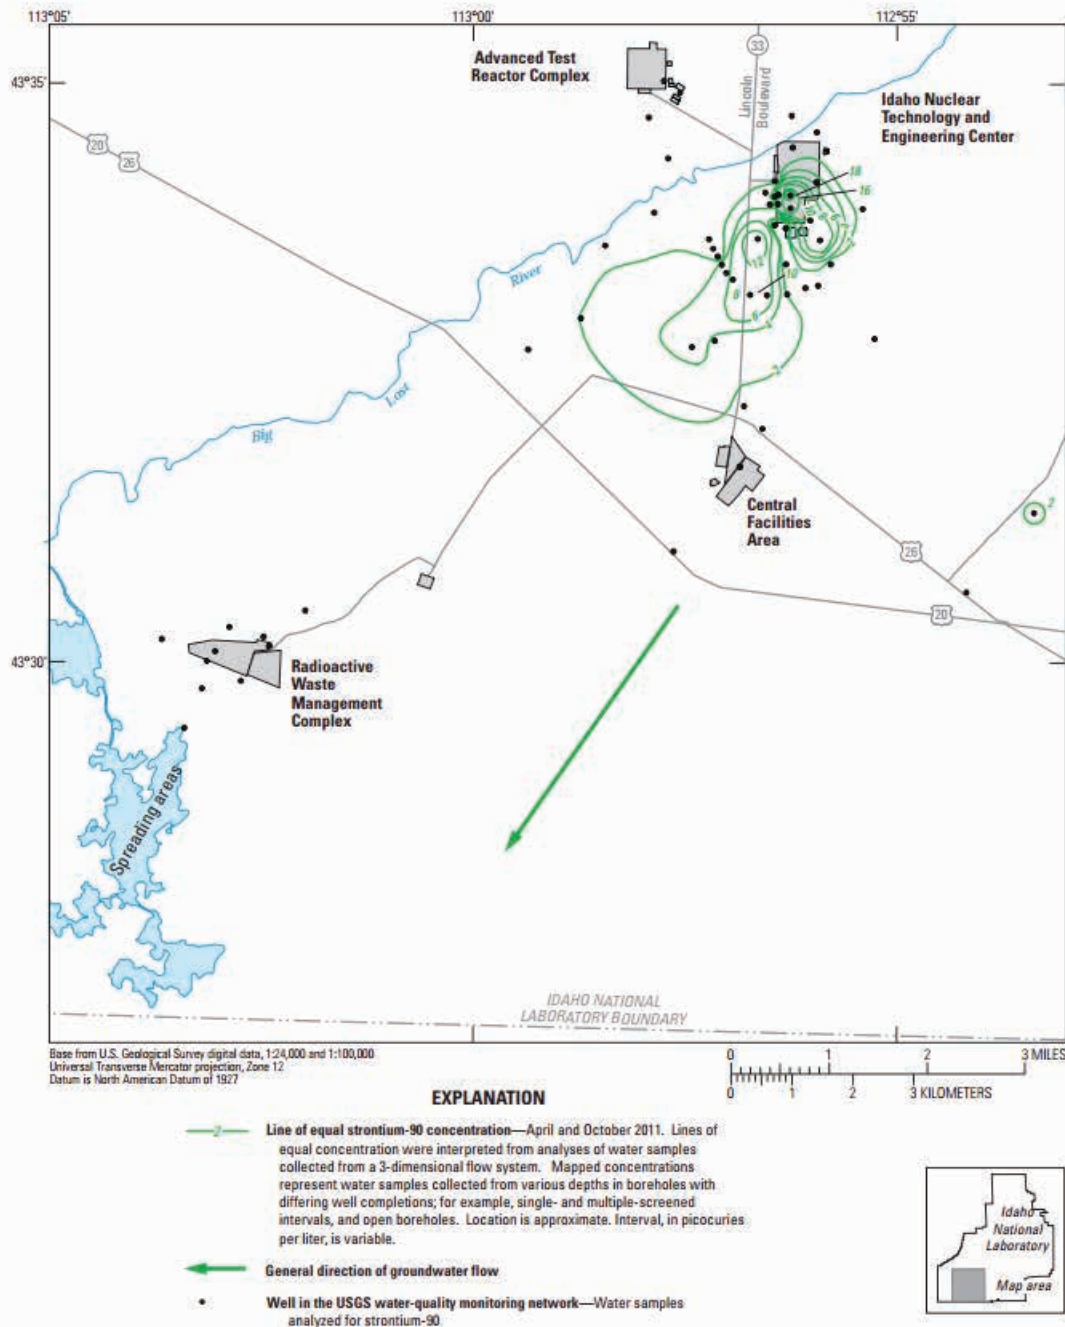 113°05'
113°00'
112°55'
43°35'
Advanced Test
Reactor Complex
33
Lincoln
Boulevard
Idaho Nuclear
Technology and
Engineering Center
20
26
18
16
12
10
8
6
2
River
Lost
Big
Central
Facilities
Area
2
26
20
43°30'
Radioactive
Waste
Management
Complex
Spreading areas
IDAHO NATIONAL
LABORATORY BOUNDARY
Base from U.S. Geological Survey digital data, 1:24,000 and 1:100,000
Universal Transverse Mercator projection, Zone 12
Datum is North American Datum of 1927
0 1 2 3 MILES
0 1 2 3 KILOMETERS
EXPLANATION
2 Line of equal strontium-90 concentration—April and October 2011. Lines of
equal concentration were interpreted from analyses of water samples
collected from a 3-dimensional flow system. Mapped concentrations
represent water samples collected from various depths in boreholes with
differing well completions; for example, single- and multiple-screened
intervals, and open boreholes. Location is approximate. Interval, in picocuries
per liter, is variable.
General direction of groundwater flow
Well in the USGS water-quality monitoring network—Water samples
analyzed for strontium-90
Idaho
National
Laboratory
Map area